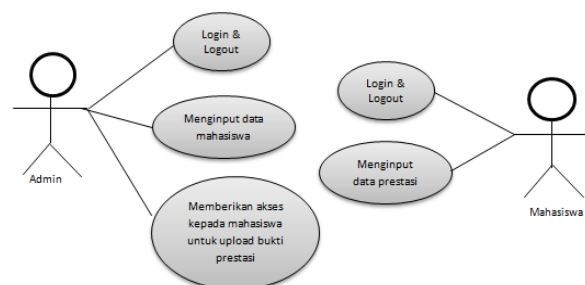 Login &
Logout
Menginput data
mahasiswa
Admin
Memberikan akses
kepada mahasiswa
untuk upload bukti
prestasi
Login &
Logout
Menginput
data prestasi
Mahasiswa